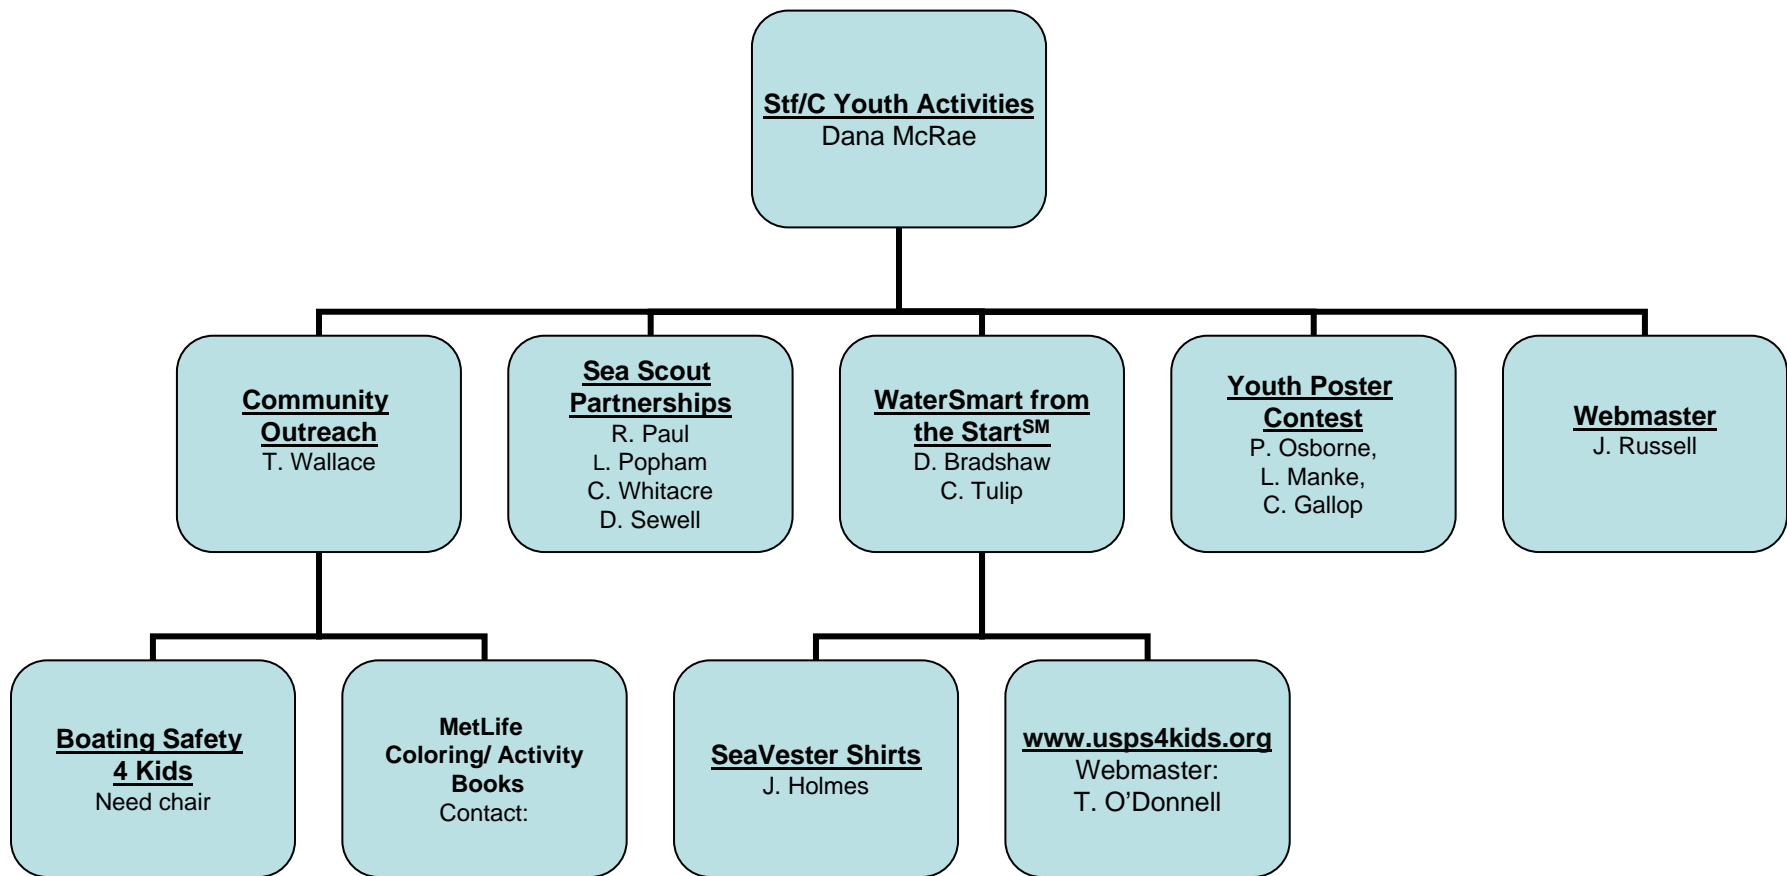 Stf/C Youth Activities
Dana McRae
Community
Outreach
T. Wallace
Sea Scout
Partnerships
R. Paul
L. Popham
C. Whitacre
D. Sewell
WaterSmart from
the Start℠
D. Bradshaw
C. Tulip
Youth Poster
Contest
P. Osborne,
L. Manke,
C. Gallop
Webmaster
J. Russell
Boating Safety
4 Kids
Need chair
MetLife
Coloring/ Activity
Books
Contact:
SeaVester Shirts
J. Holmes
www.usps4kids.org
Webmaster:
T. O’Donnell